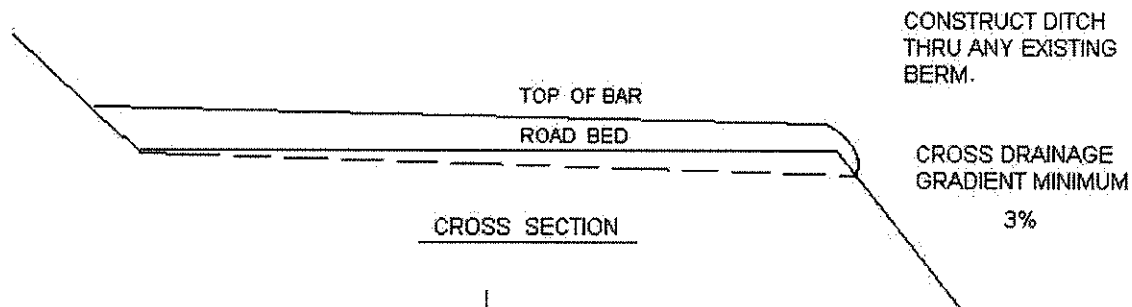 CONSTRUCT DITCH
THRU ANY EXISTING
BERM.
TOP OF BAR
ROAD BED
CROSS DRAINAGE
GRADIENT MINIMUM
3%
CROSS SECTION